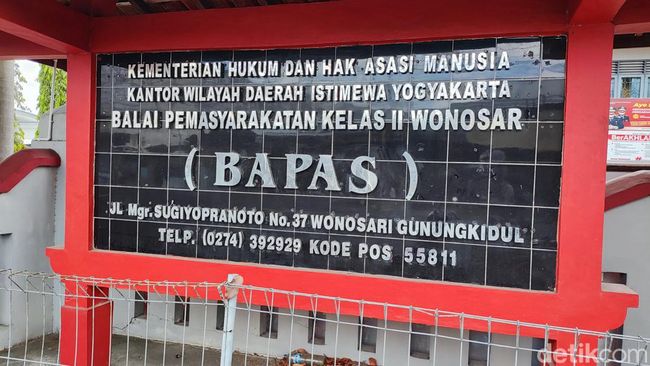 KEMENTERIAN HUKUM DAN HAK ASASI MANUSIA
KANTOR WILAYAH DAERAH ISTIMEWA YOGYAKARTA
BALAI PEMASYARAKATAN KELAS II WONOSAR
( BAPAS )
JL Mgr. SUGIYOPRANOTO No. 37 WONOSARI GUNUNGKIDUL
TELP. (0274) 392929 KODE POS 55811
BerAKHLAK
detikcom